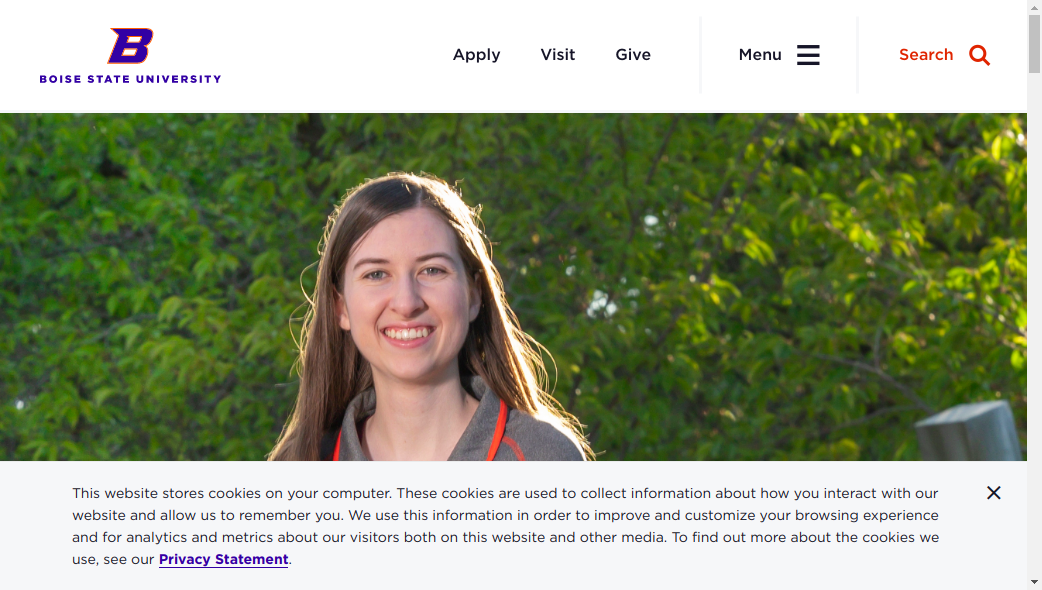 B
BOISE STATE UNIVERSITY
Apply Visit Give Menu Search
This website stores cookies on your computer. These cookies are used to collect information about how you interact with our
website and allow us to remember you. We use this information in order to improve and customize your browsing experience
and for analytics and metrics about our visitors both on this website and other media. To find out more about the cookies we
use, see our Privacy Statement.